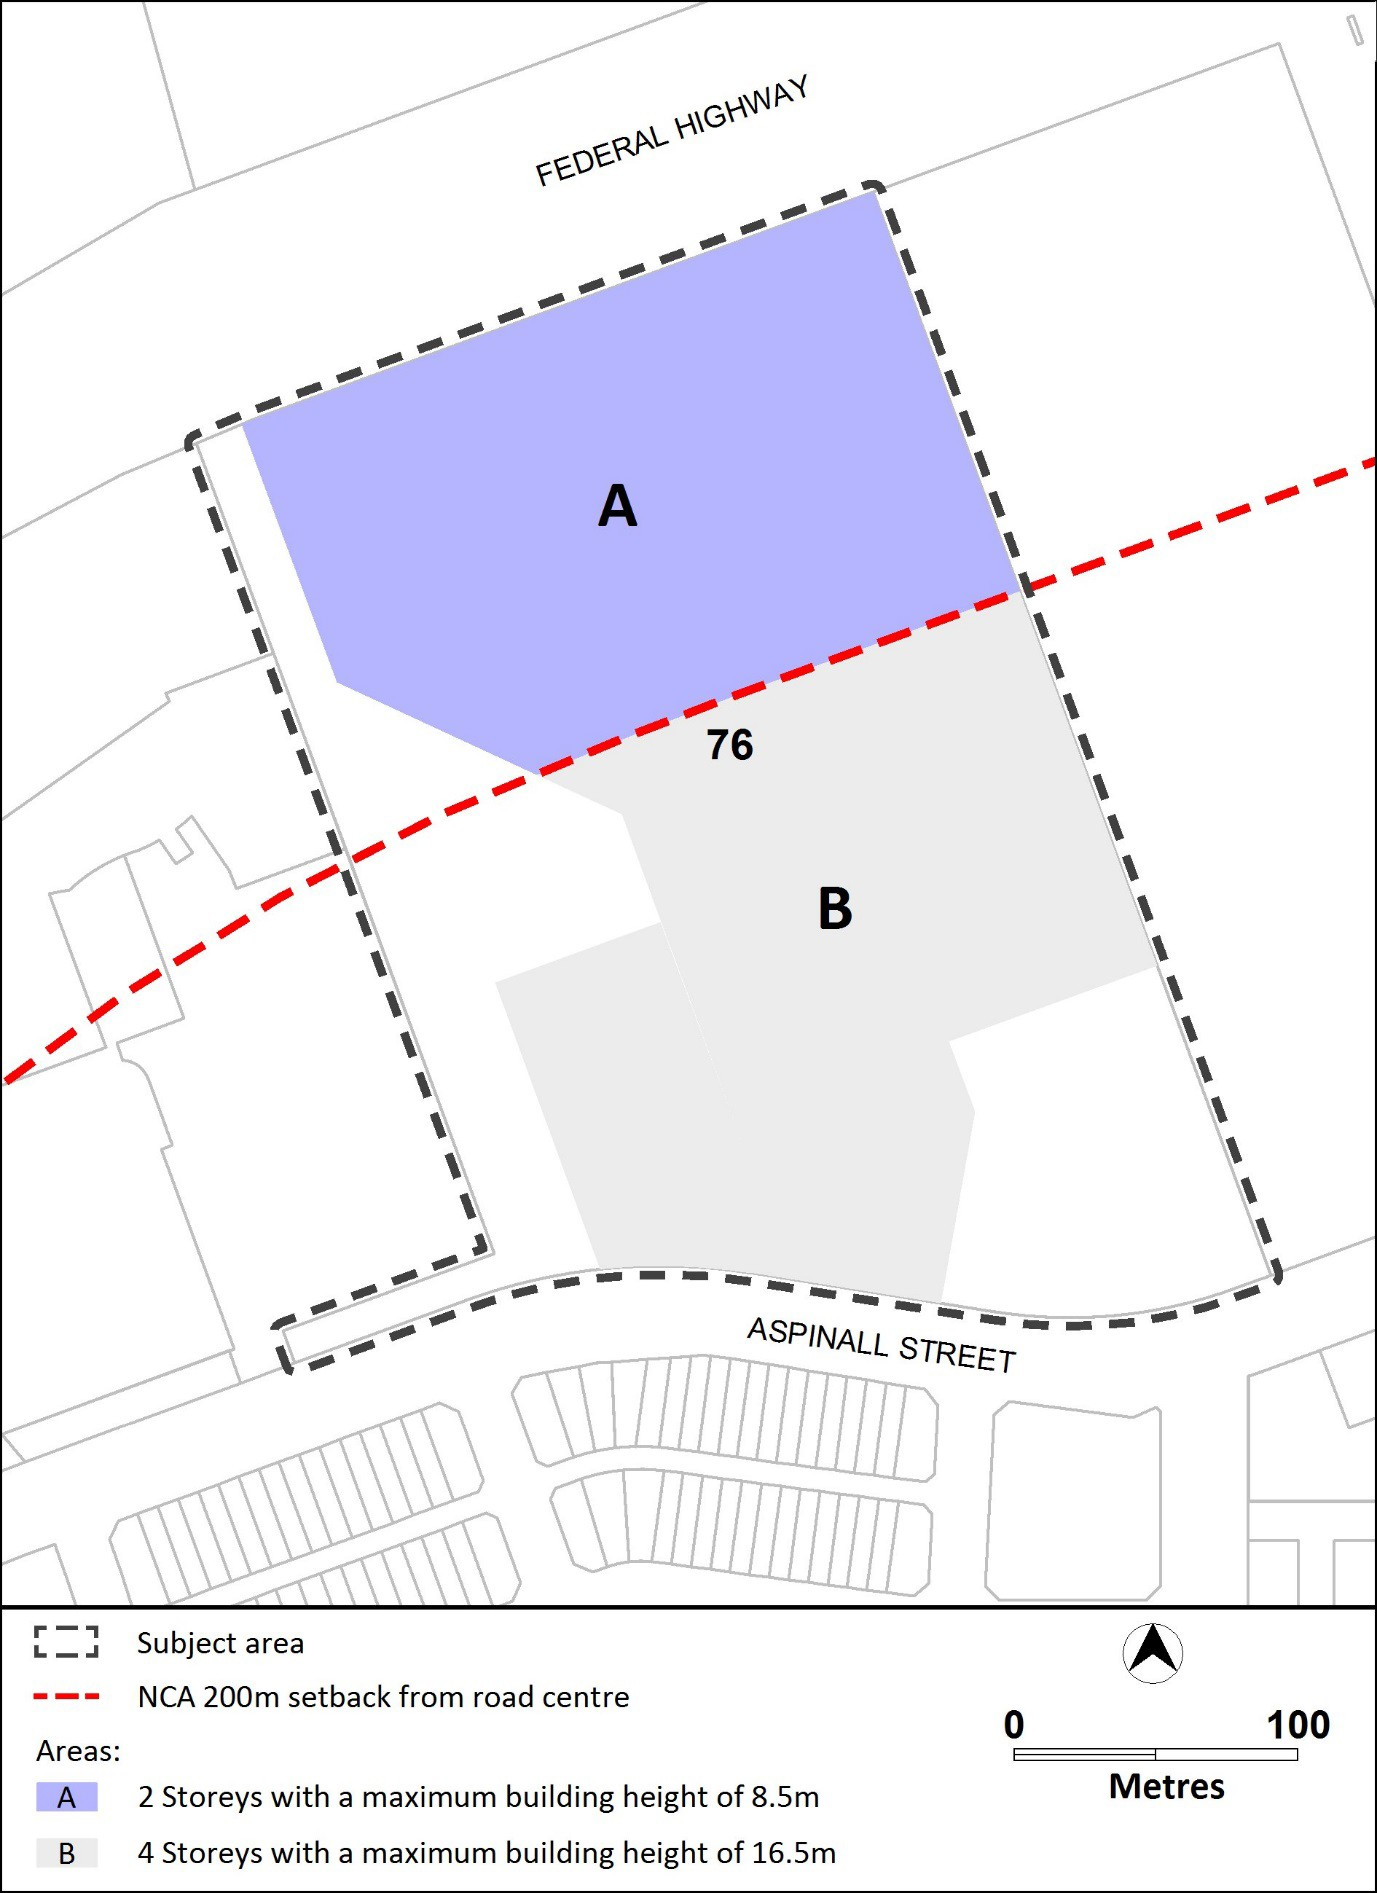 FEDERAL HIGHWAY
A
76
B
ASPINALL STREET
Subject area
NCA 200m setback from road centre
Areas:
A 2 Storeys with a maximum building height of 8.5m
B 4 Storeys with a maximum building height of 16.5m
0 100
Metres